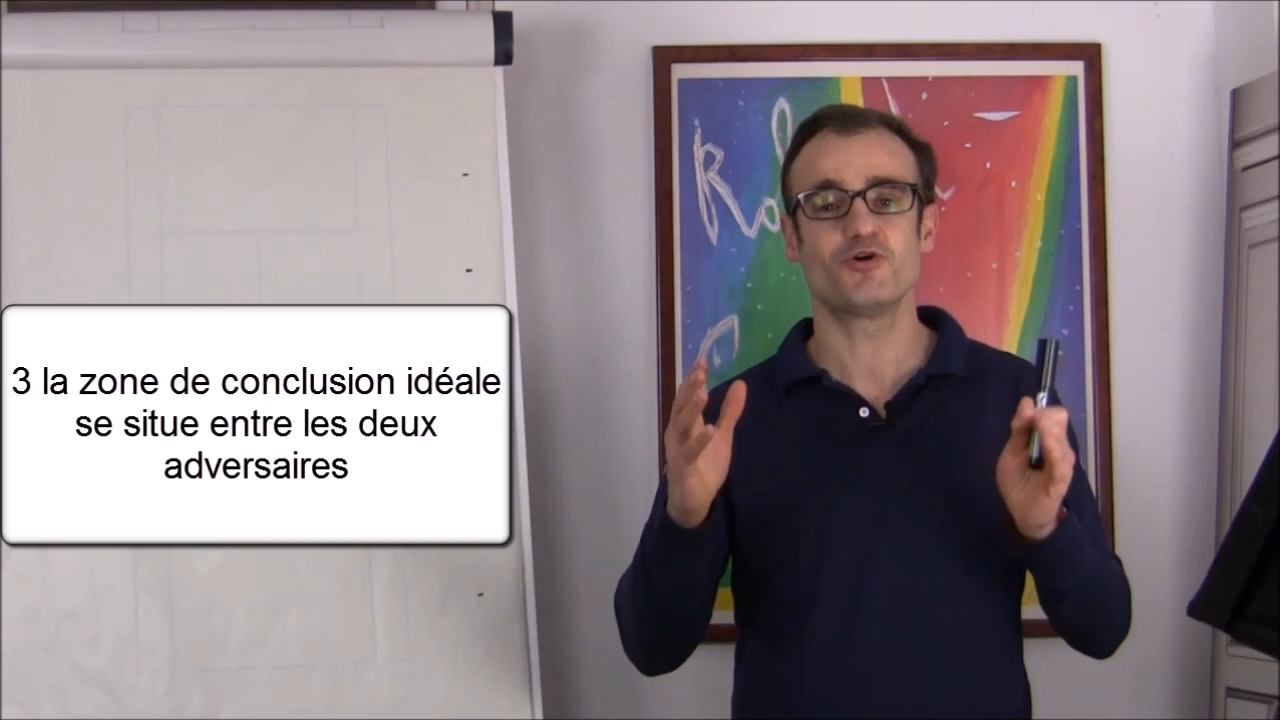 3 la zone de conclusion idéale
se situe entre les deux
adversaires